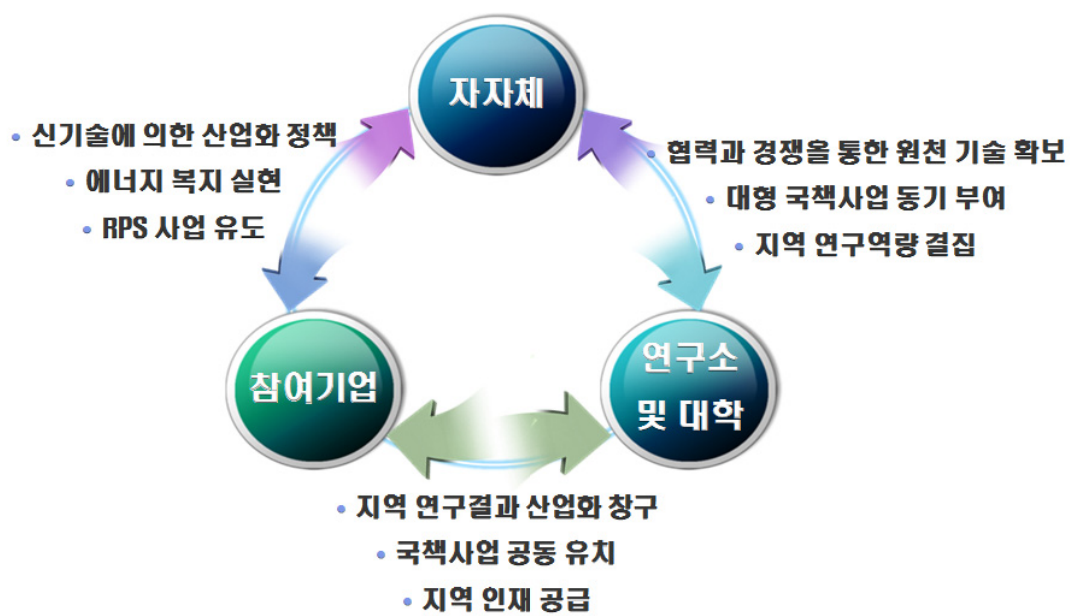 자자체
• 신기술에 의한 산업화 정책
• 에너지 복지 실현
• RPS 사업 유도
• 협력과 경쟁올 통한 원천 기술 확보
• 대형 국책사업 동기 부여
• 지역 연구역량 결집
참여기업
연구소
및 대학
• 지역 연구결과 산업화 창구
• 국책사업 공동 유치
• 지역 인재 공급